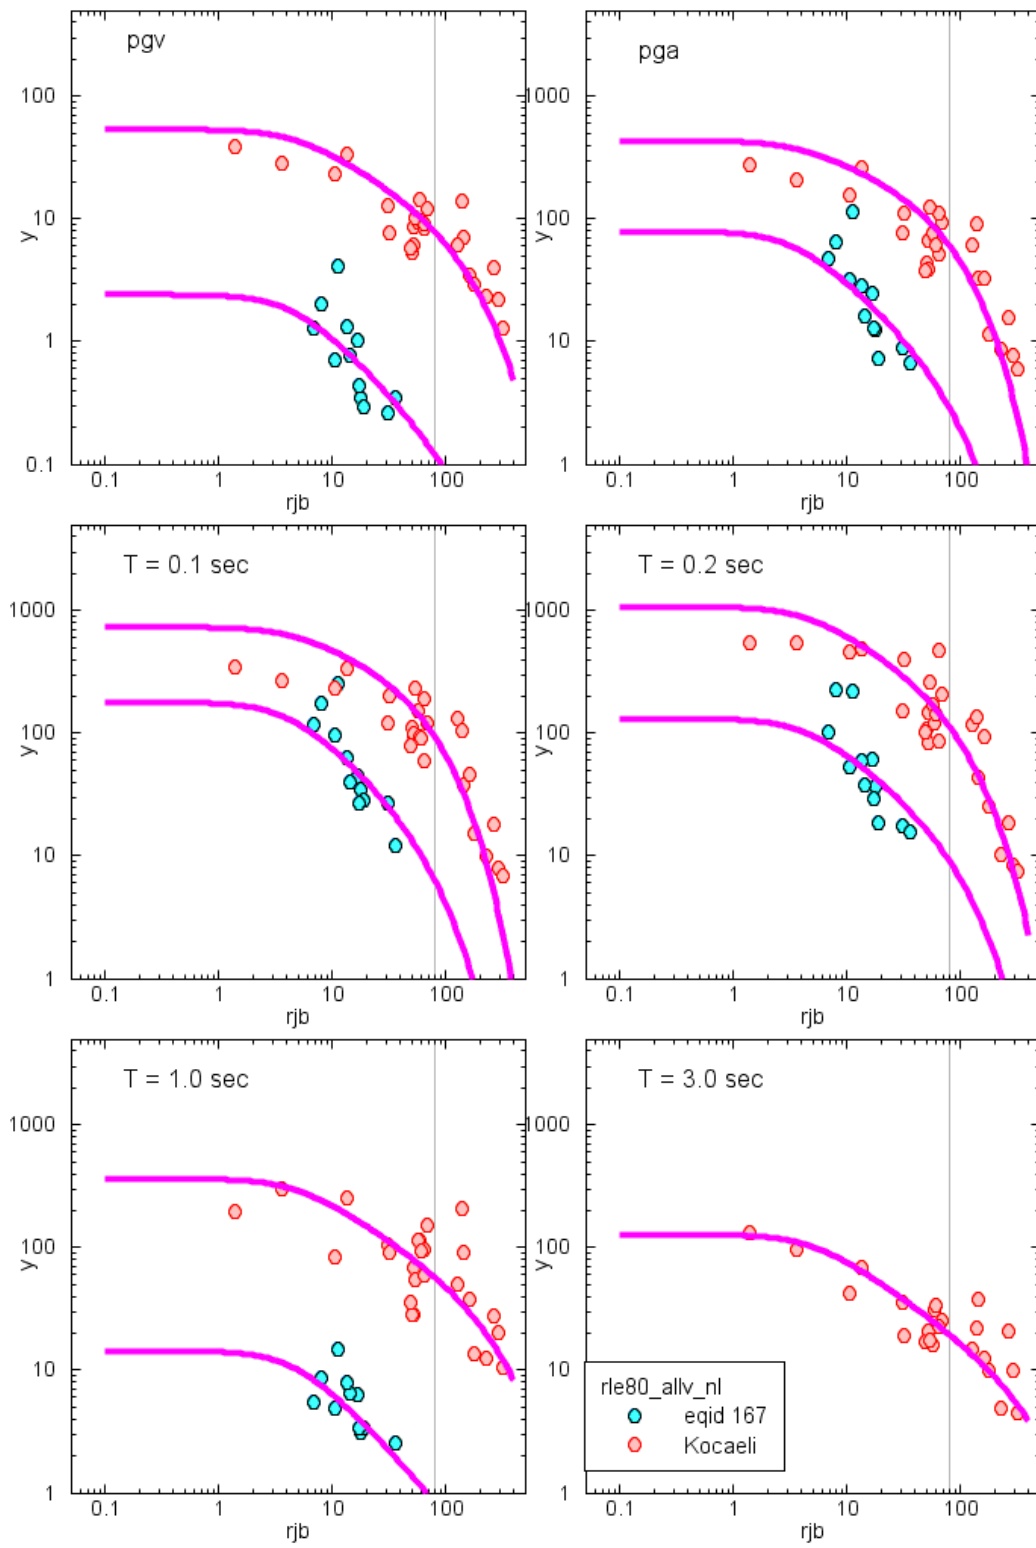 pgv
100
10
1
0.1
y
0.1 1 10 100
rjb
pga
1000
100
10
1
y
0.1 1 10 100
rjb
T = 0.1 sec
1000
100
10
1
y
0.1 1 10 100
rjb
T = 0.2 sec
1000
100
10
1
y
0.1 1 10 100
rjb
T = 1.0 sec
1000
100
10
1
y
0.1 1 10 100
rjb
T = 3.0 sec
1000
100
10
1
y
0.1 1 10 100
rjb
rle80_allv_nl
eqid 167
Kocaeli